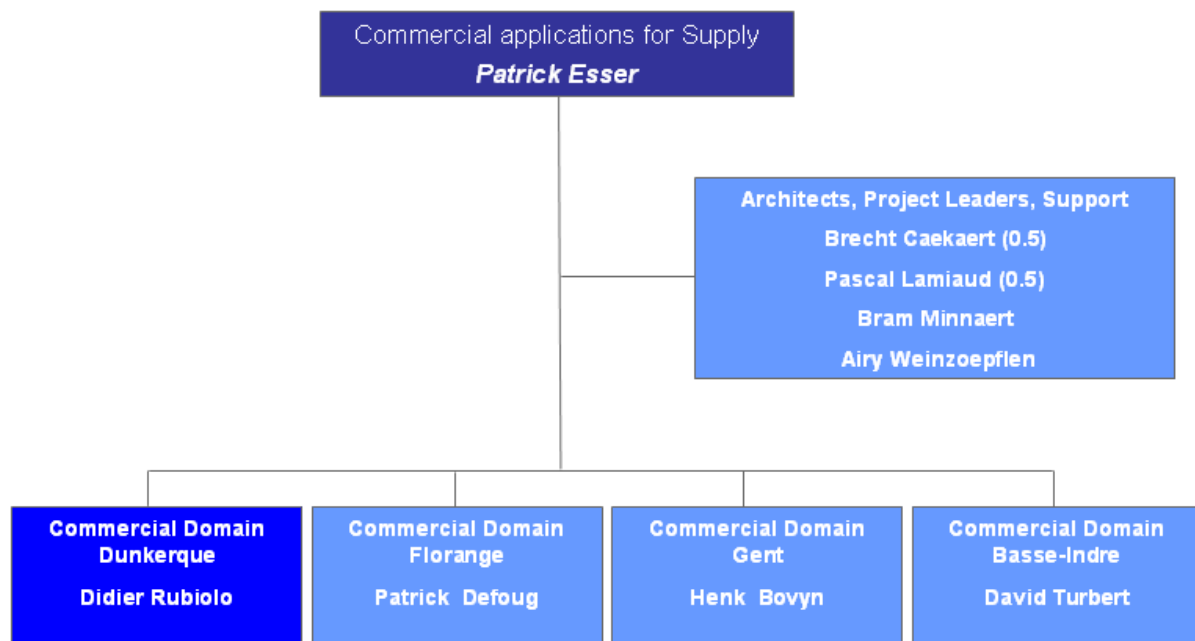 Commercial applications for Supply
Patrick Esser
Architects, Project Leaders, Support
Brecht Caekaert (0.5)
Pascal Lamiaud (0.5)
Bram Minnaert
Airy Weinzoepflen
Commercial Domain
Dunkerque
Didier Rubiolo
Commercial Domain
Florange
Patrick Defoug
Commercial Domain
Gent
Henk Bovyn
Commercial Domain
Basse-Indre
David Turbert